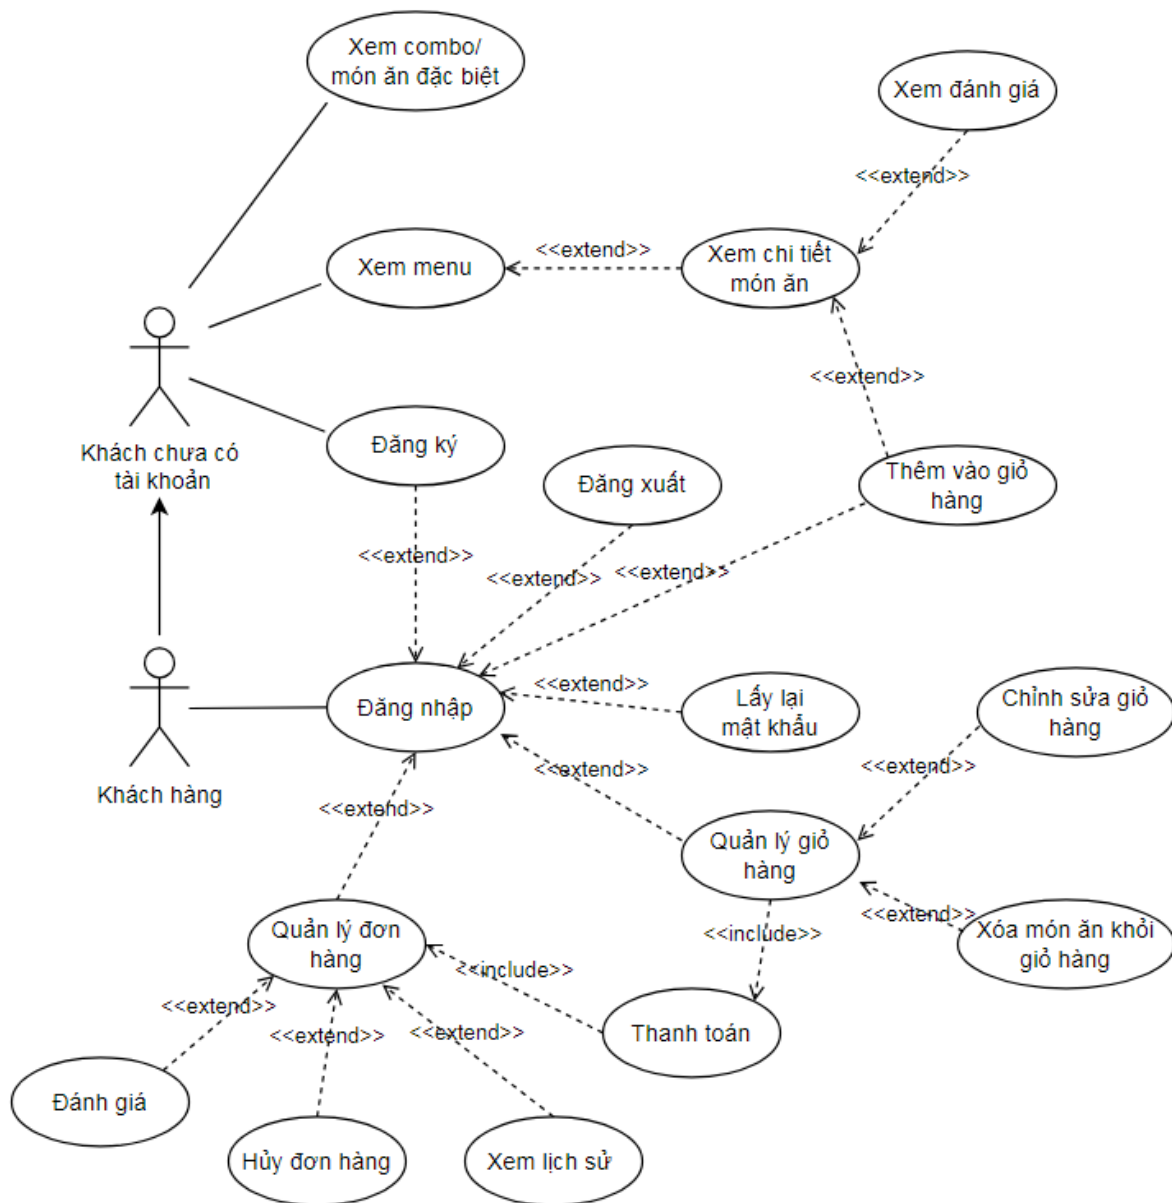 Xem combo/
món ăn đặc biệt
Xem đánh giá
<<extend>>
<<extend>>
Xem menu
Xem chi tiết
món ăn
<<extend>>
Khách chưa có
tài khoản
Đăng ký
Đăng xuất
Thêm vào giỏ
hàng
<<extend>>
<<extend>>
<<extend>>
<<extend>>
Đăng nhập
Lấy lại
mật khẩu
Chỉnh sửa giỏ
hàng
Khách hàng
<<extend>>
<<extend>>
<<extend>>
Quản lý giỏ
hàng
Quản lý đơn
hàng
<<include>>
<<extend>>
Xóa món ăn khỏi
giỏ hàng
<<include>>
<<extend>>
<<extend>>
<<extend>>
Thanh toán
Đánh giá
Hủy đơn hàng
Xem lịch sử